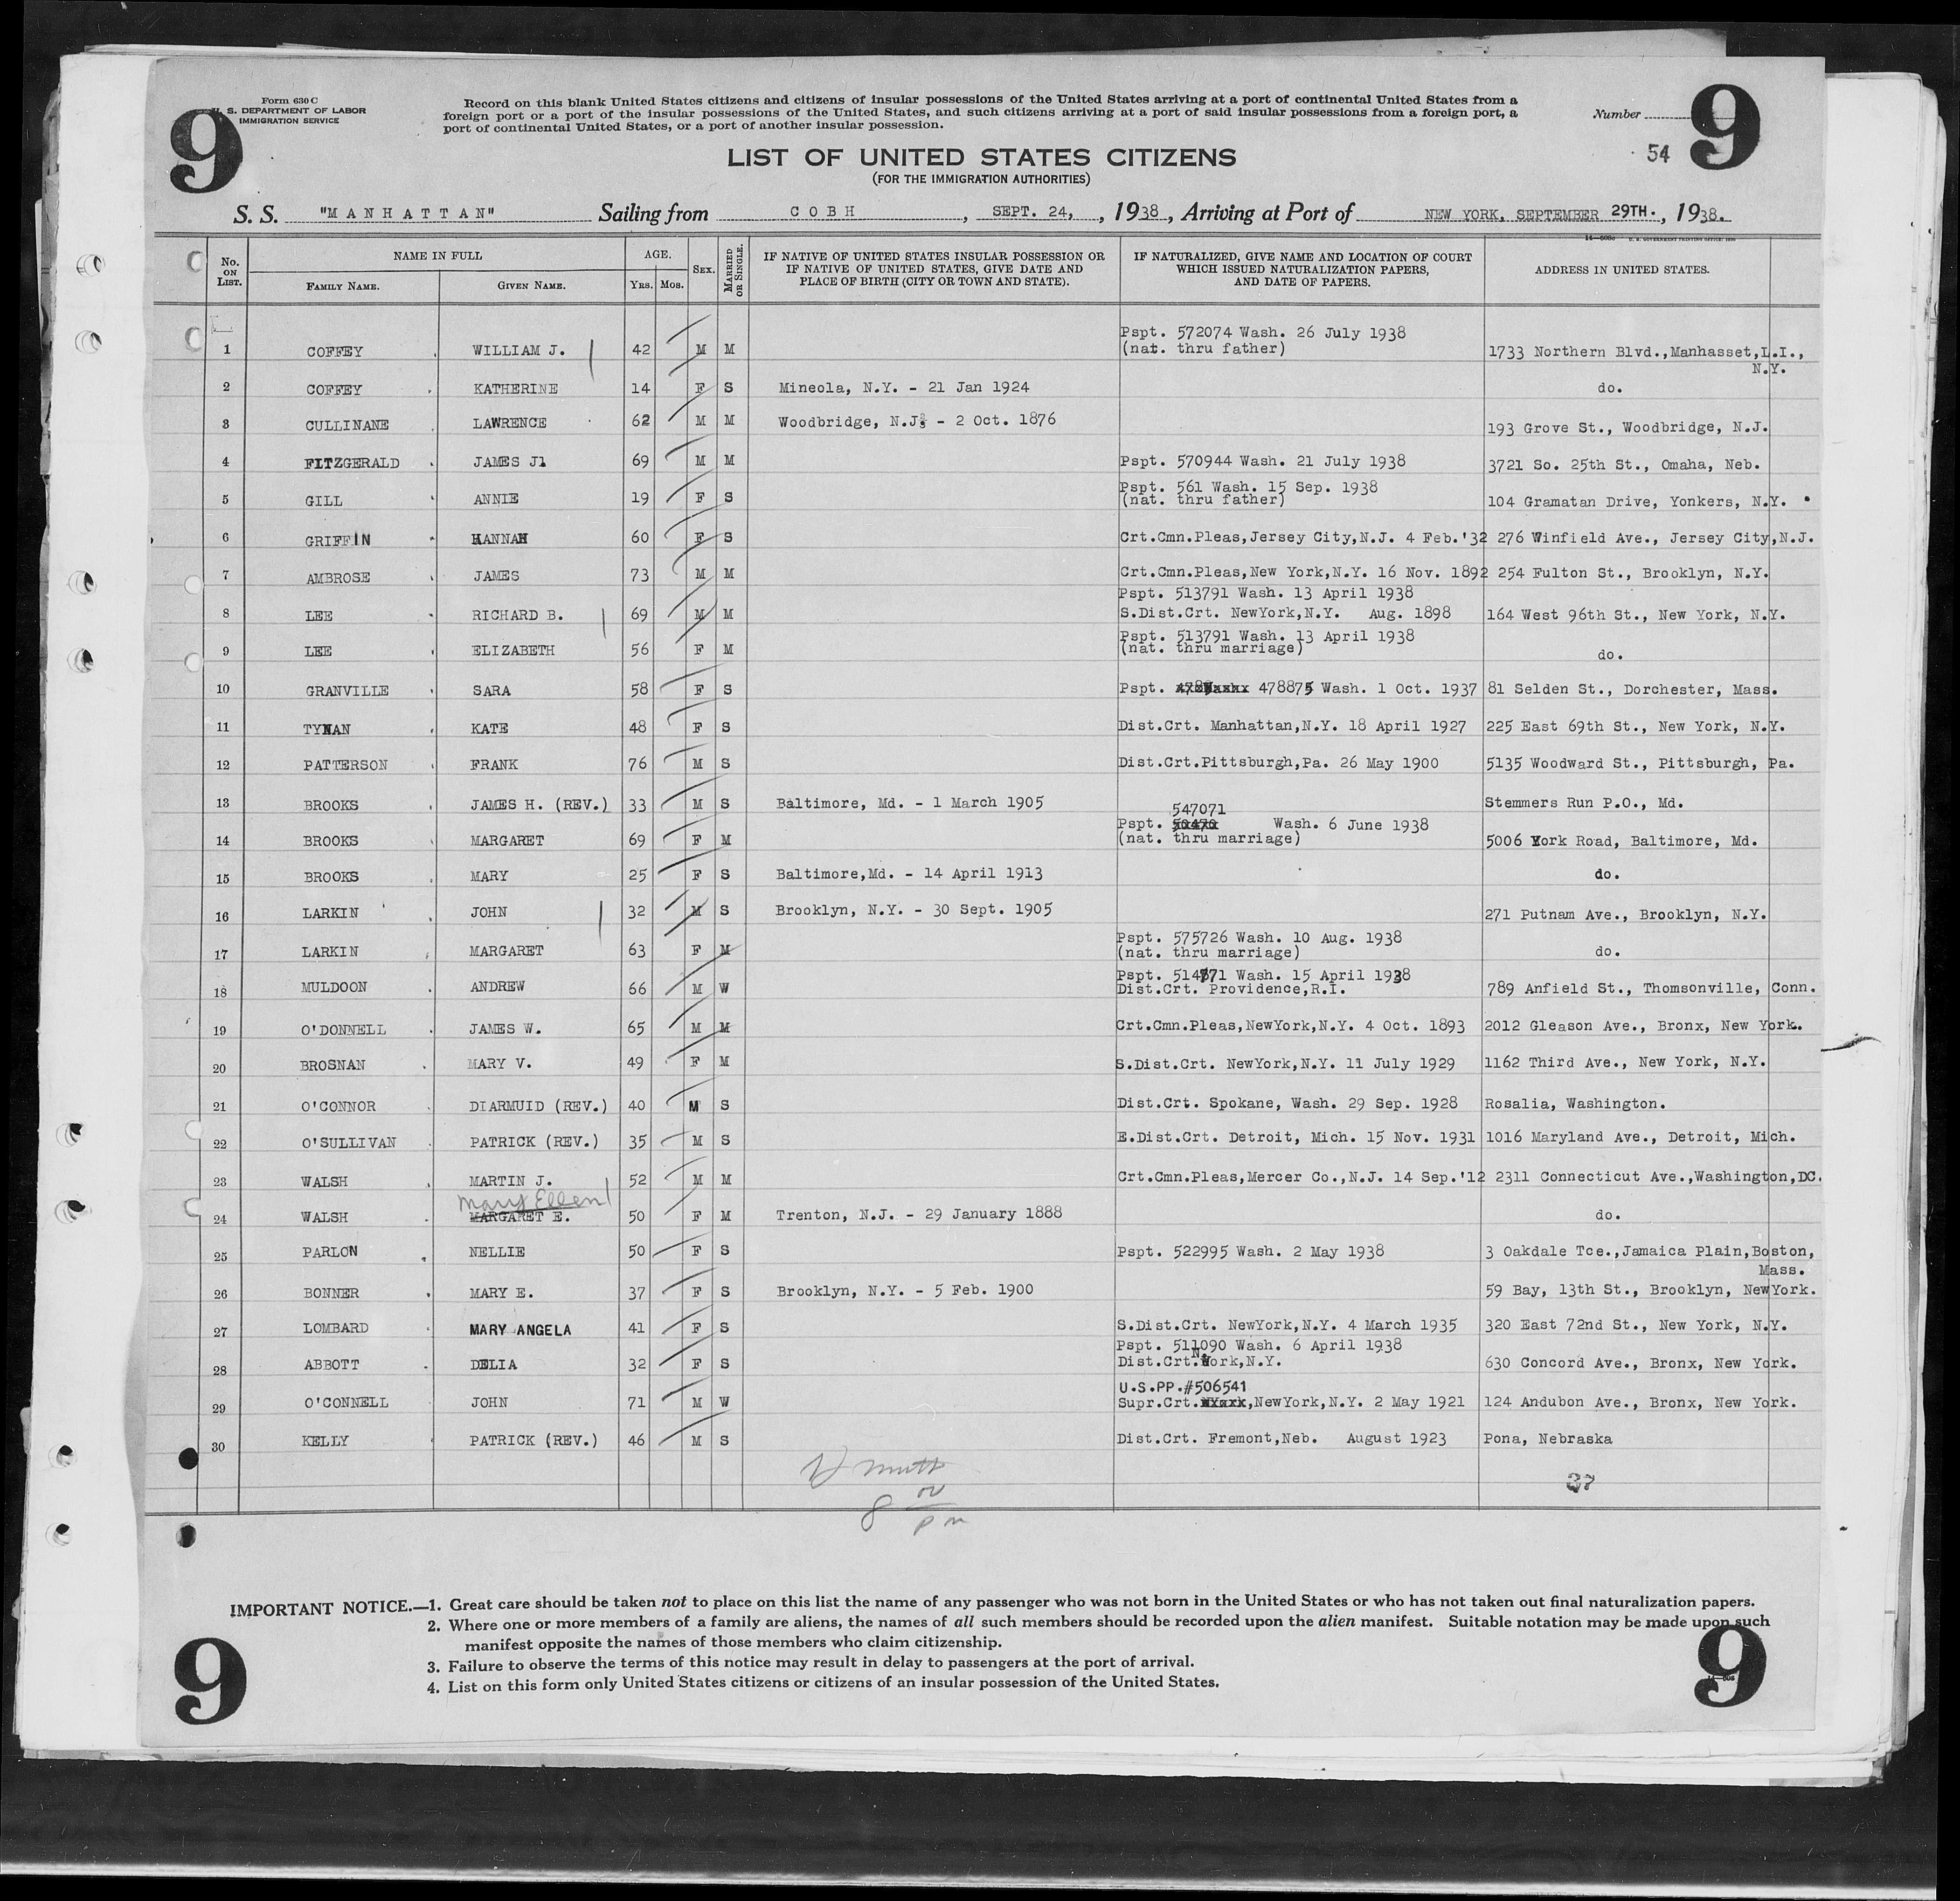 9
Form 630 C
U. S. DEPARTMENT OF LABOR
IMMIGRATION SERVICE
Record on this blank United States citizens and citizens of insular possessions of the United States arriving at a port of continental United States from a
foreign port or a port of the insular possessions of the United States, and such citizens arriving at a port of said insular possessions from a foreign port, a
port of continental United States, or a port of another insular possession.
Number
9
54
LIST OF UNITED STATES CITIZENS
(FOR THE IMMIGRATION AUTHORITIES)
S. S. "MANHATTAN" Sailing from COBH, SEPT. 24, , 1938, Arriving at Port of NEW YORK, SEPTEMBER 29TH., 1938.
No. ON LIST. NAME IN FULL FAMILY NAME. GIVEN NAME. AGE. YRS. MOS. SEX. MARRIED OR SINGLE. IF NATIVE OF UNITED STATES INSULAR POSSESSION OR IF NATIVE OF UNITED STATES, GIVE DATE AND PLACE OF BIRTH (CITY OR TOWN AND STATE). IF NATURALIZED, GIVE NAME AND LOCATION OF COURT WHICH ISSUED NATURALIZATION PAPERS, AND DATE OF PAPERS. ADDRESS IN UNITED STATES.
Pspt. 572074 Wash. 26 July 1938
1 COFFEY WILLIAM J. 42 M M (nat. thru father) 1733 Northern Blvd.,Manhasset,L.I.,
N.Y.
2 COFFEY KATHERINE 14 F S Mineola, N.Y. - 21 Jan 1924 do.
3 CULLINANE LAWRENCE 62 M M Woodbridge, N.J. - 2 Oct. 1876 193 Grove St., Woodbridge, N.J.
4 FITZGERALD JAMES J1 69 M M Pspt. 570944 Wash. 21 July 1938 3721 So. 25th St., Omaha, Neb.
Pspt. 561 Wash. 15 Sep. 1938
5 GILL ANNIE 19 F S (nat. thru father) 104 Gramatan Drive, Yonkers, N.Y.
6 GRIFFIN HANNAH 60 F S Crt.Cmn.Pleas,Jersey City,N.J. 4 Feb.'32 276 Winfield Ave., Jersey City,N.J.
7 AMBROSE JAMES 73 M M Crt.Cmn.Pleas,New York,N.Y. 16 Nov. 1892 254 Fulton St., Brooklyn, N.Y.
Pspt. 513791 Wash. 13 April 1938
8 LEE RICHARD B. 69 M M S.Dist.Crt. NewYork,N.Y. Aug. 1898 164 West 96th St., New York, N.Y.
Pspt. 513791 Wash. 13 April 1938
9 LEE ELIZABETH 56 F M (nat. thru marriage) do.
10 GRANVILLE SARA 58 F S Pspt. 478875 Wash. 1 Oct. 1937 81 Selden St., Dorchester, Mass.
11 TYNAN KATE 48 F S Dist.Crt. Manhattan,N.Y. 18 April 1927 225 East 69th St., New York, N.Y.
12 PATTERSON FRANK 76 M S Dist.Crt.Pittsburgh,Pa. 26 May 1900 5135 Woodward St., Pittsburgh, Pa.
13 BROOKS JAMES H. (REV.) 33 M S Baltimore, Md. - 1 March 1905 Stemmers Run P.O., Md.
547071
Pspt. 50470 Wash. 6 June 1938
14 BROOKS MARGARET 69 F M (nat. thru marriage) 5006 York Road, Baltimore, Md.
15 BROOKS MARY 25 F S Baltimore,Md. - 14 April 1913 do.
16 LARKIN JOHN 32 M S Brooklyn, N.Y. - 30 Sept. 1905 271 Putnam Ave., Brooklyn, N.Y.
Pspt. 575726 Wash. 10 Aug. 1938
17 LARKIN MARGARET 63 F M (nat. thru marriage) do.
Pspt. 514871 Wash. 15 April 1938
18 MULDOON ANDREW 66 M W Dist.Crt. Providence,R.I. 789 Anfield St., Thomsonville, Conn.
19 O'DONNELL JAMES W. 65 M M Crt.Cmn.Pleas,NewYork,N.Y. 4 Oct. 1893 2012 Gleason Ave., Bronx, New York.
20 BROSNAN MARY V. 49 F M S.Dist.Crt. NewYork,N.Y. 11 July 1929 1162 Third Ave., New York, N.Y.
21 O'CONNOR DIARMUID (REV.) 40 M S Dist.Crt. Spokane, Wash. 29 Sep. 1928 Rosalia, Washington.
22 O'SULLIVAN PATRICK (REV.) 35 M S E.Dist.Crt. Detroit, Mich. 15 Nov. 1931 1016 Maryland Ave., Detroit, Mich.
23 WALSH MARTIN J. 52 M M Crt.Cmn.Pleas,Mercer Co.,N.J. 14 Sep.'12 2311 Connecticut Ave.,Washington,DC.
Mary Ellen
24 WALSH MARGARET E. 50 F M Trenton, N.J. - 29 January 1888 do.
25 PARLON NELLIE 50 F S Pspt. 522995 Wash. 2 May 1938 3 Oakdale Tce.,Jamaica Plain,Boston,
Mass.
26 BONNER MARY E. 37 F S Brooklyn, N.Y. - 5 Feb. 1900 59 Bay, 13th St., Brooklyn, NewYork.
27 LOMBARD MARY ANGELA 41 F S S.Dist.Crt. NewYork,N.Y. 4 March 1935 320 East 72nd St., New York, N.Y.
Pspt. 511090 Wash. 6 April 1938
28 ABBOTT DELIA 32 F S Dist.Crt.N.York,N.Y. 630 Concord Ave., Bronx, New York.
U.S.PP.#506541
29 O'CONNELL JOHN 71 M W Supr.Crt. ,NewYork,N.Y. 2 May 1921 124 Andubon Ave., Bronx, New York.
30 KELLY PATRICK (REV.) 46 M S Dist.Crt. Fremont,Neb. August 1923 Pona, Nebraska
37
8 pm
IMPORTANT NOTICE.—1. Great care should be taken not to place on this list the name of any passenger who was not born in the United States or who has not taken out final naturalization papers.
2. Where one or more members of a family are aliens, the names of all such members should be recorded upon the alien manifest. Suitable notation may be made upon such
manifest opposite the names of those members who claim citizenship.
3. Failure to observe the terms of this notice may result in delay to passengers at the port of arrival.
4. List on this form only United States citizens or citizens of an insular possession of the United States.
9
9